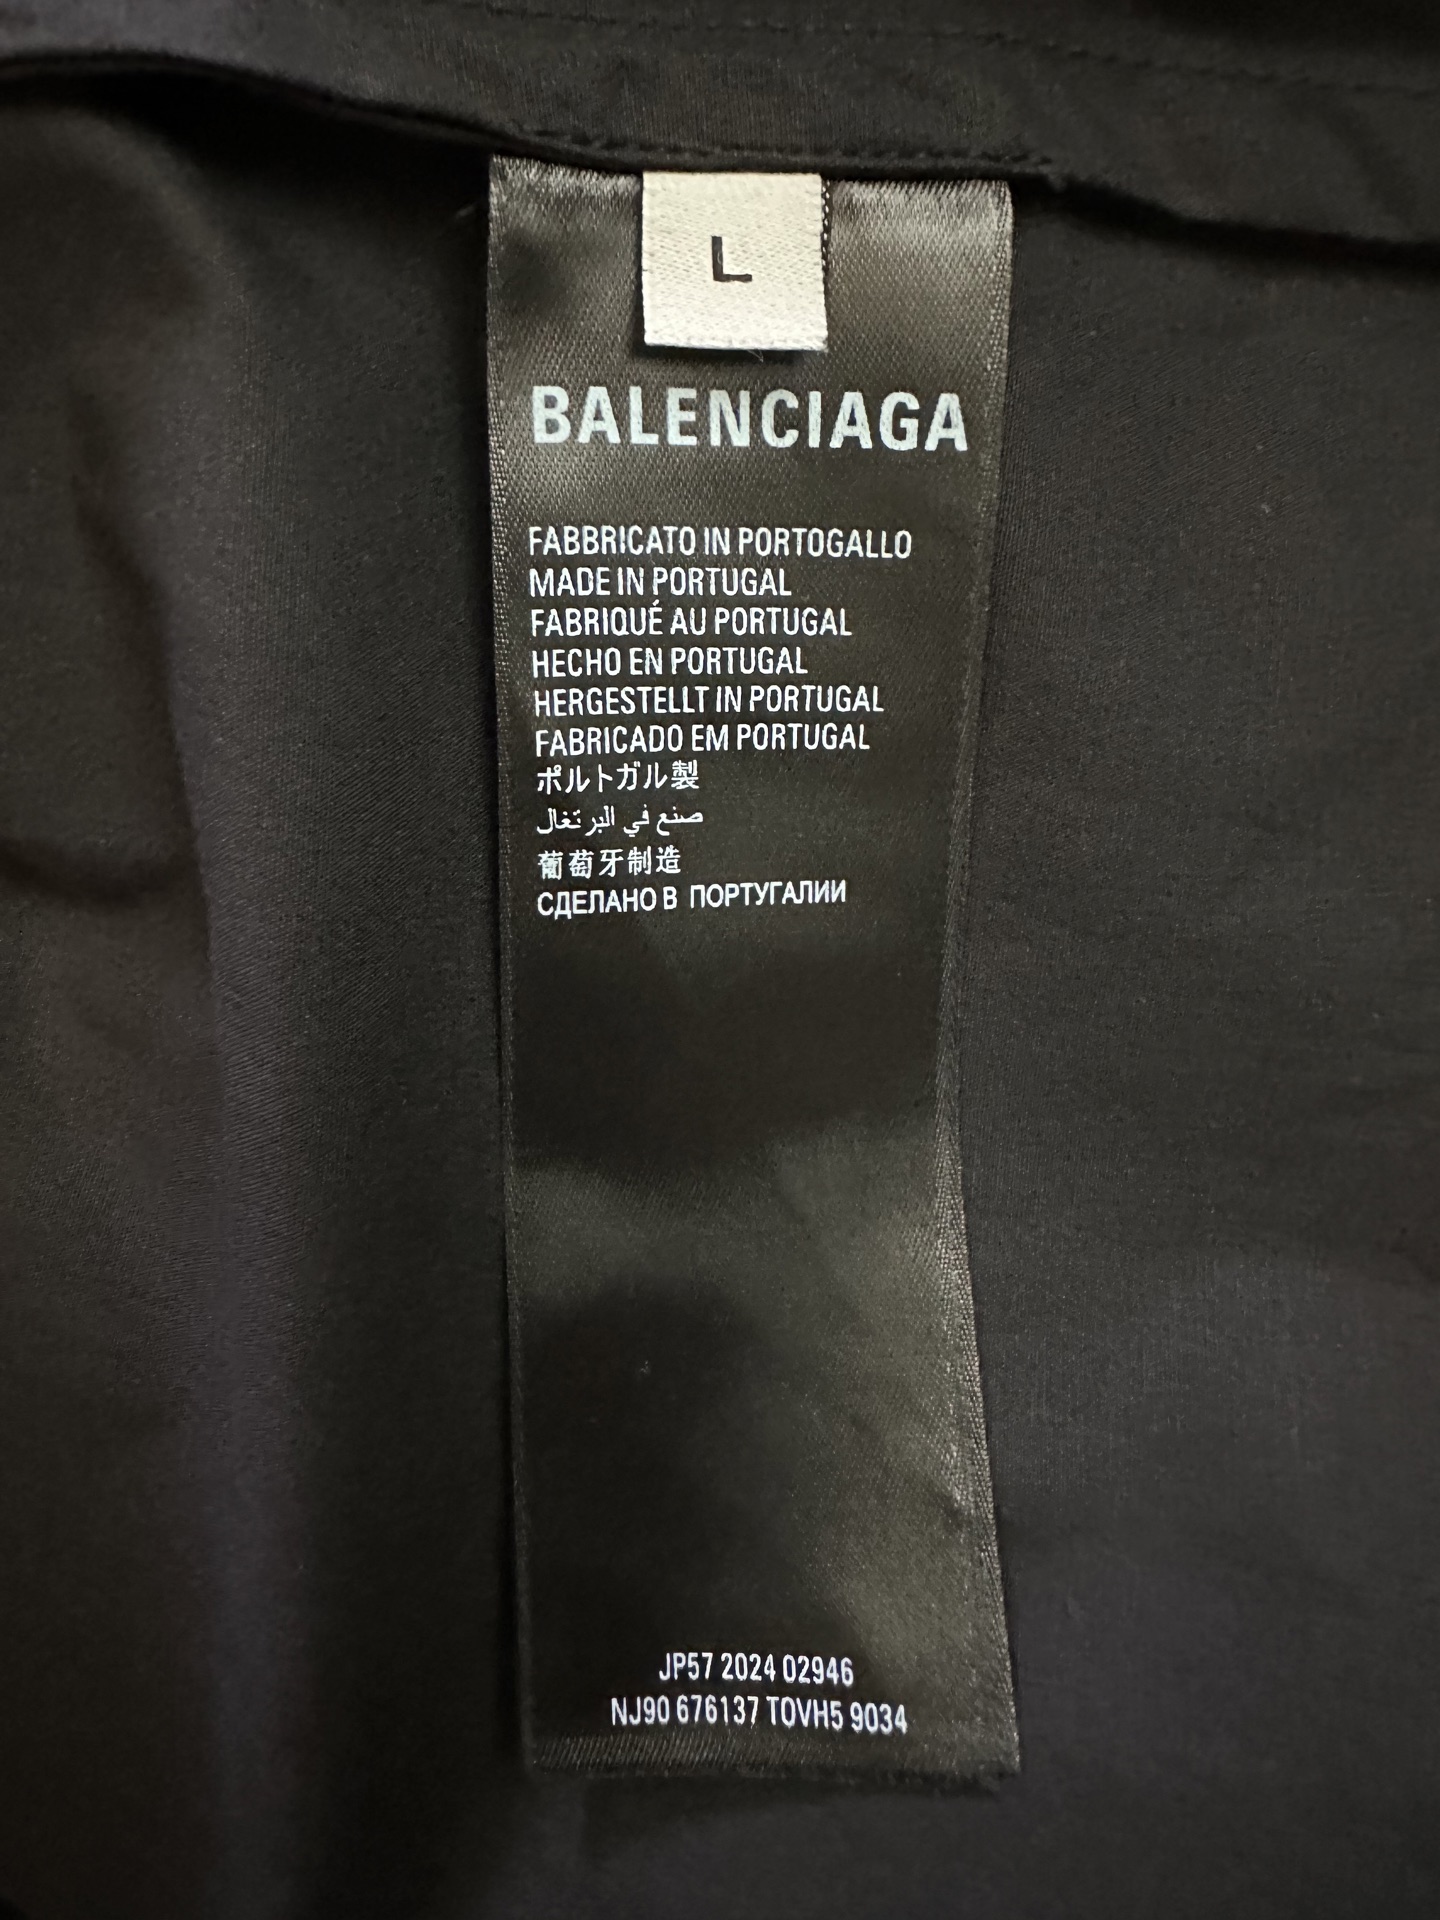 L
BALENCIAGA
FABBRICATO IN PORTOGALLO
MADE IN PORTUGAL
FABRIQUÉ AU PORTUGAL
HECHO EN PORTUGAL
HERGESTELLT IN PORTUGAL
FABRICADO EM PORTUGAL
ポルトガル製
صنع في البرتغال
葡萄牙制造
СДЕЛАНО В ПОРТУГАЛИИ
JP57 2024 02946
NJ90 676137 TOVH5 9034